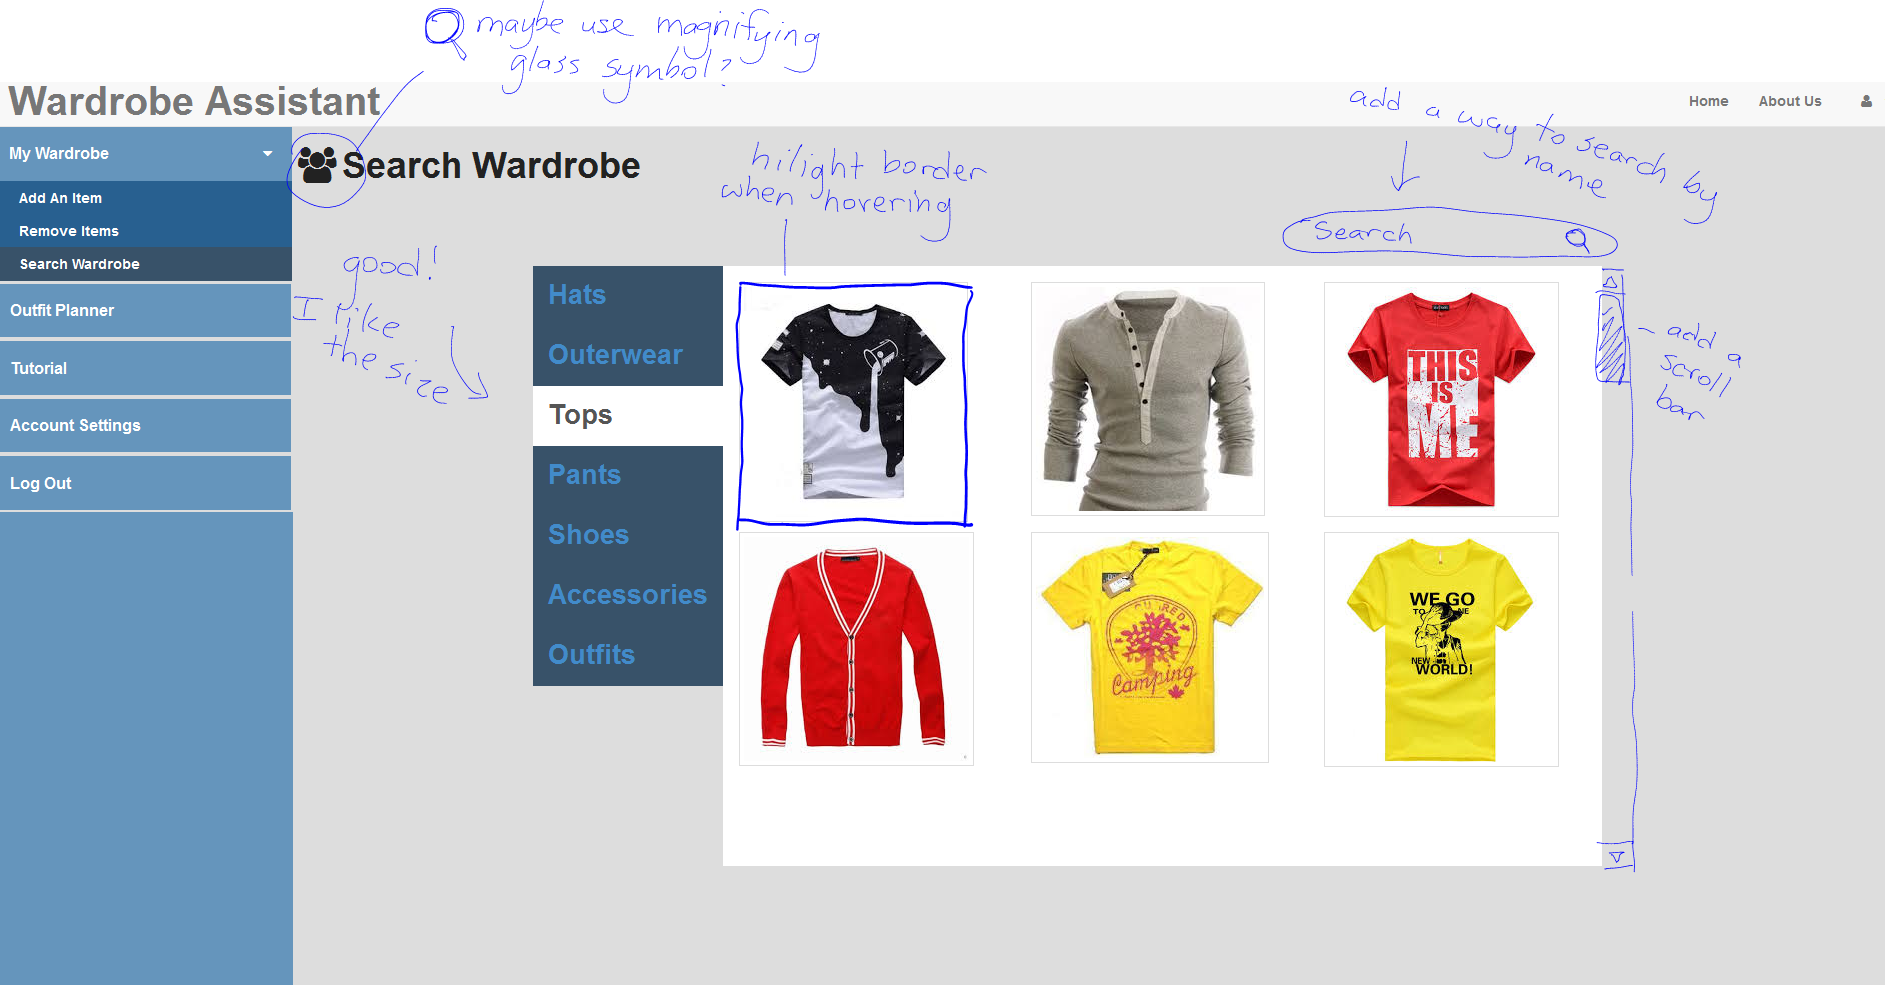 maybe use magnifying
glass symbol?
Wardrobe Assistant
Home
About Us
add a way to search by
name
My Wardrobe
Search Wardrobe
hilight border
when hovering
Add An Item
Remove Items
Search Wardrobe
Search
good!
I like
the size
Outfit Planner
Tutorial
Account Settings
Log Out
Hats
Outerwear
Tops
Pants
Shoes
Accessories
Outfits
THIS
IS
ME
- add a
scroll
bar
Camping
WE GO
TO
NEW
WORLD!